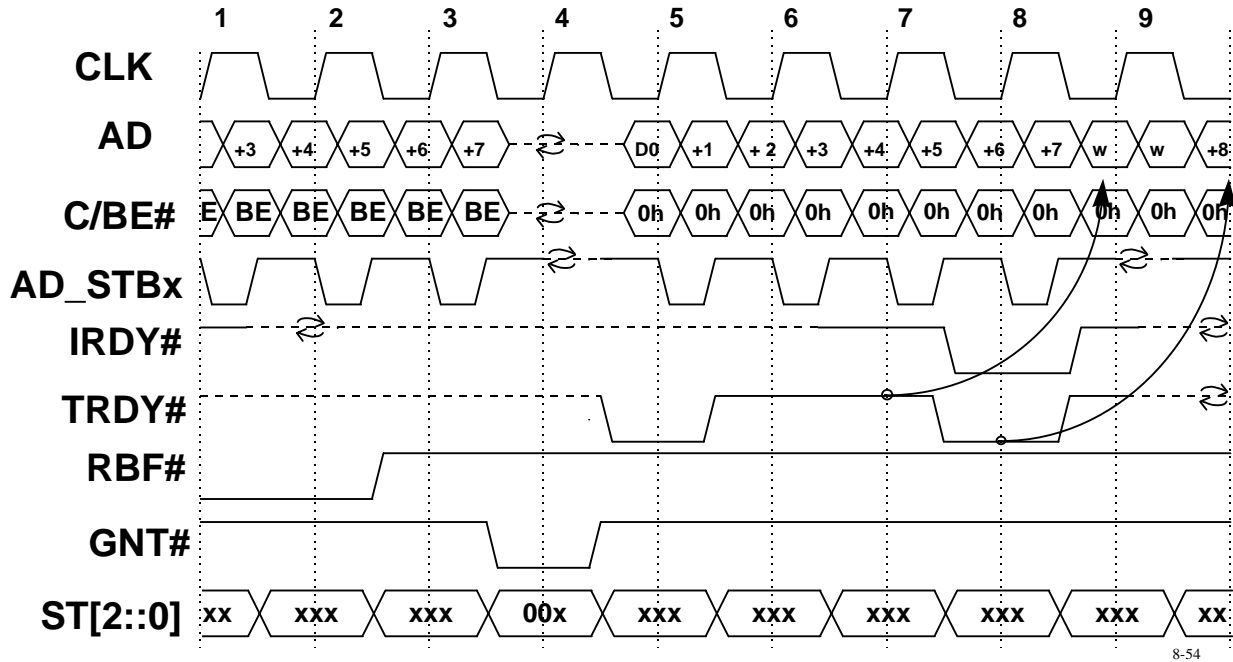 1 2 3 4 5 6 7 8 9
CLK
AD +3 +4 +5 +6 +7 D0 +1 + 2 +3 +4 +5 +6 +7 w w +8
C/BE# E BE BE BE BE BE 0h 0h 0h 0h 0h 0h 0h 0h 0h 0h 0h
AD_STBx
IRDY#
TRDY#
RBF#
GNT#
ST[2::0] xx xxx xxx 00x xxx xxx xxx xxx xxx xx
8-54